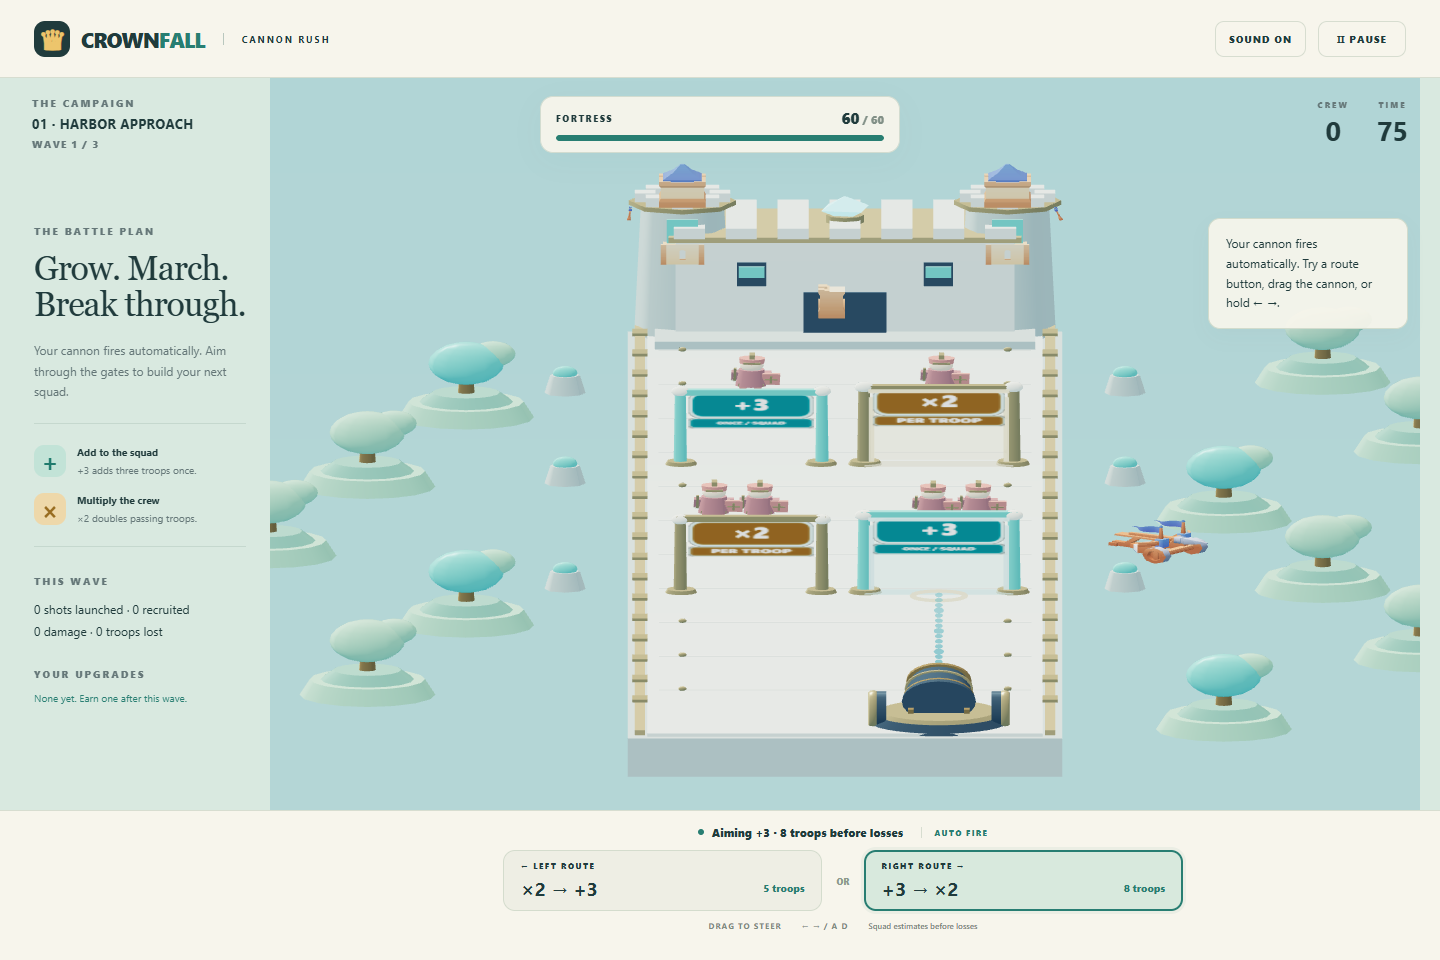 CROWNFALL
CANNON RUSH
SOUND ON
II PAUSE
THE CAMPAIGN
01 · HARBOR APPROACH
WAVE 1 / 3
FORTRESS
60 / 60
CREW
0
TIME
75
THE BATTLE PLAN
Grow. March.
Break through.
Your cannon fires automatically. Aim
through the gates to build your next
squad.
+
Add to the squad
+3 adds three troops once.
×
Multiply the crew
×2 doubles passing troops.
THIS WAVE
0 shots launched · 0 recruited
0 damage · 0 troops lost
YOUR UPGRADES
None yet. Earn one after this wave.
Your cannon fires
automatically. Try a route
button, drag the cannon, or
hold ← →.
+3
ONCE / SQUAD
×2
PER TROOP
×2
PER TROOP
+3
ONCE / SQUAD
Aiming +3 · 8 troops before losses
AUTO FIRE
← LEFT ROUTE
×2 → +3
5 troops
OR
RIGHT ROUTE →
+3 → ×2
8 troops
DRAG TO STEER
← → / A D
Squad estimates before losses